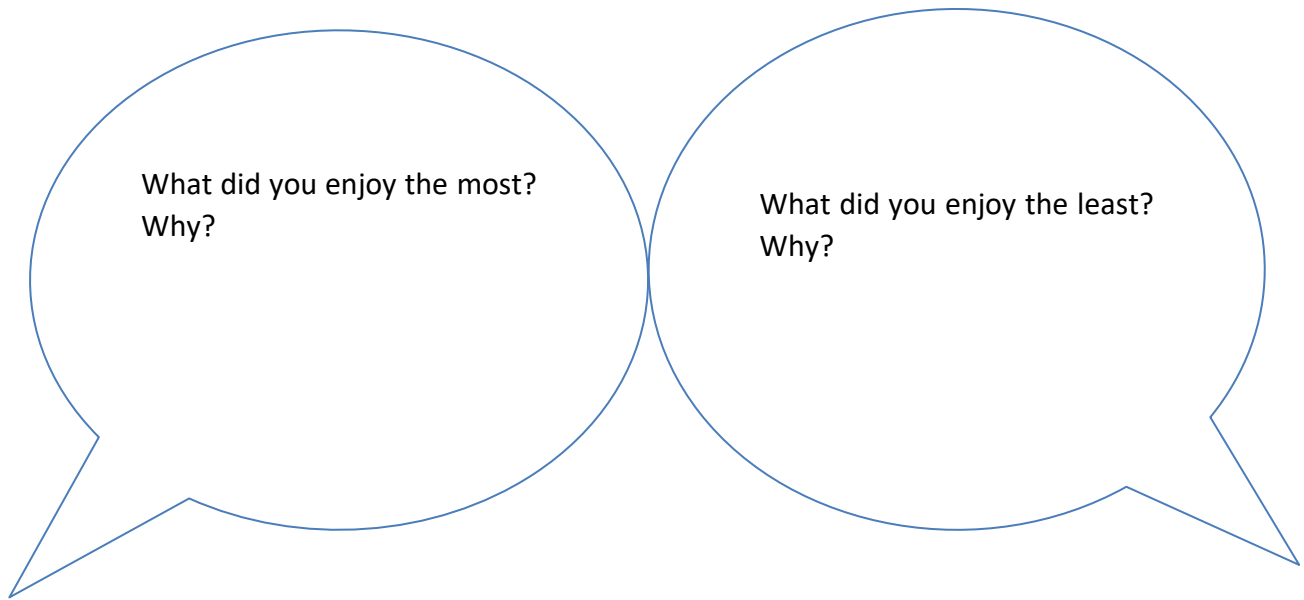 What did you enjoy the most?
Why?
What did you enjoy the least?
Why?